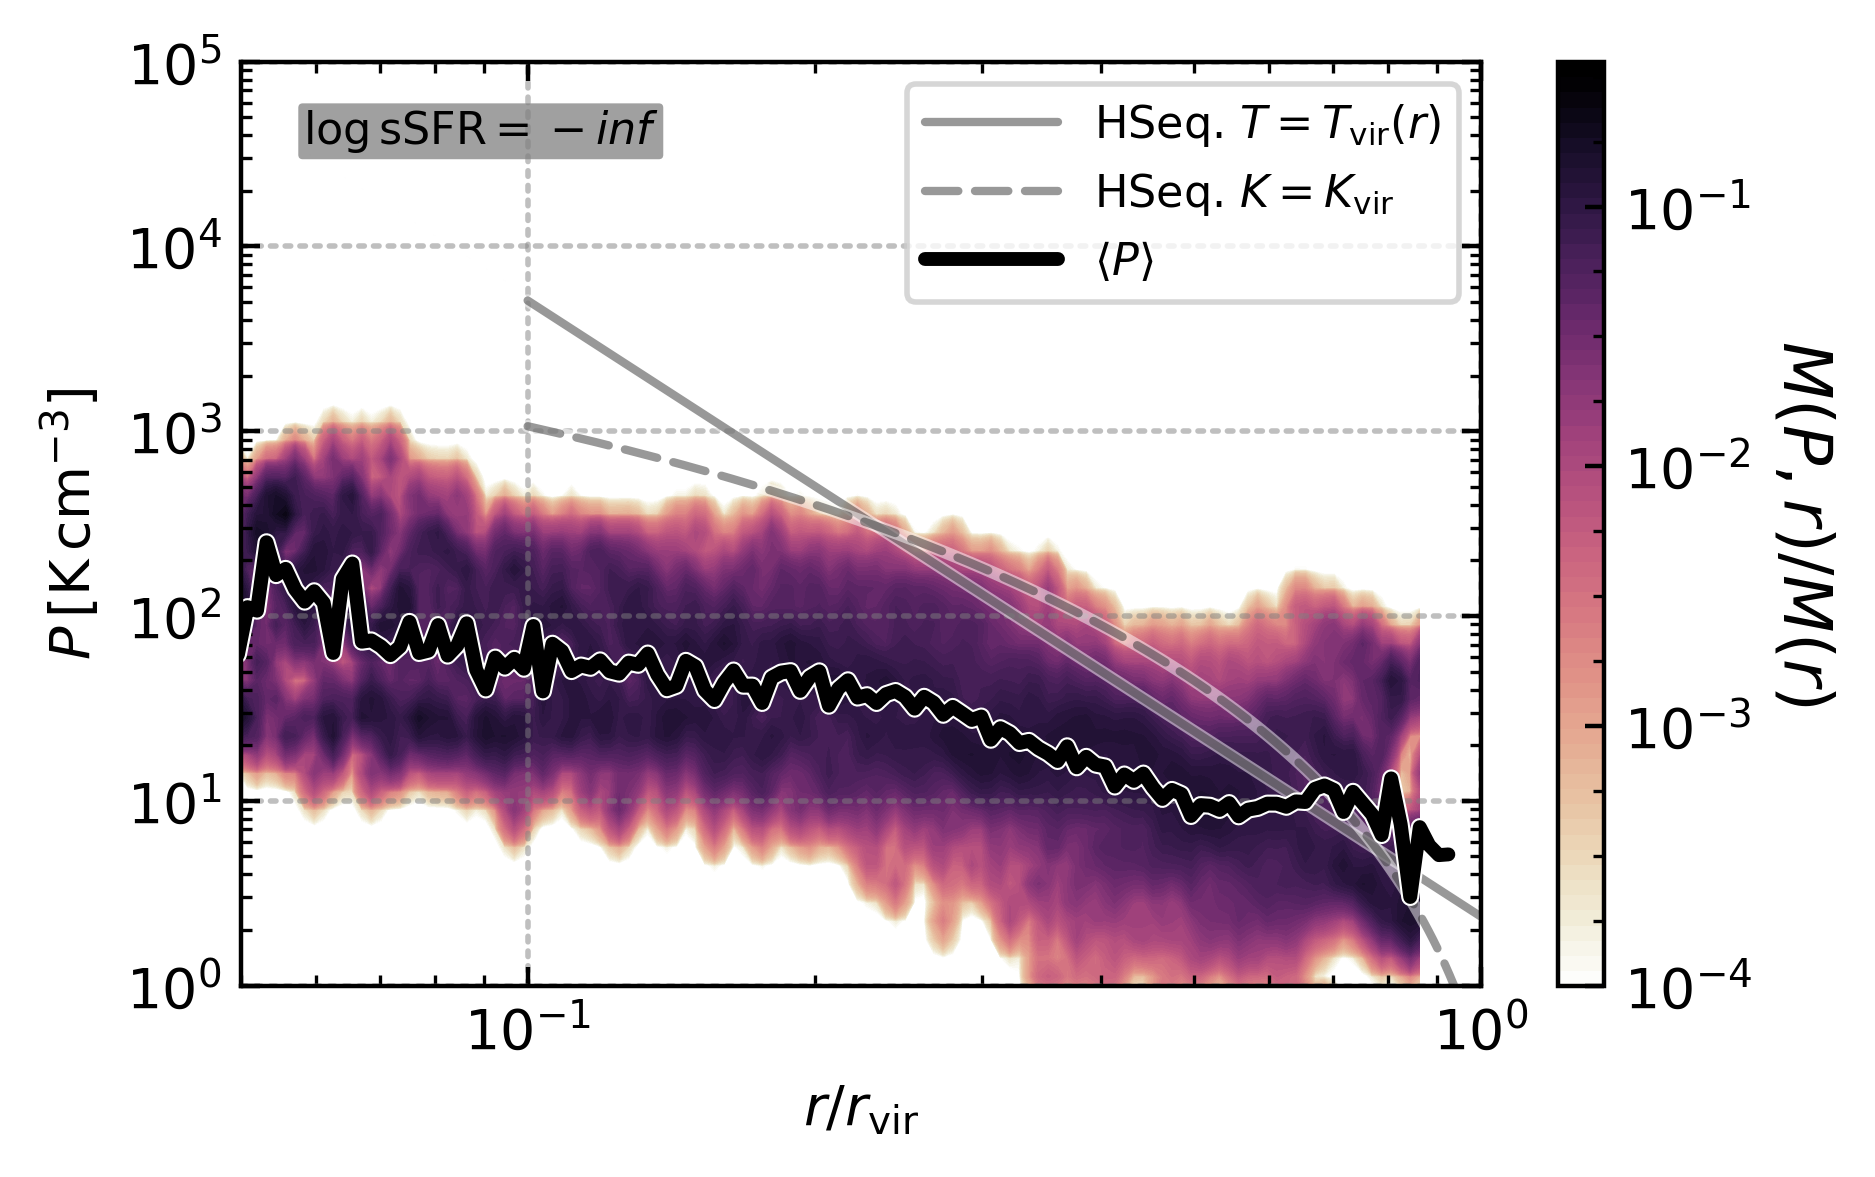 10^5
10^4
10^3
10^2
10^1
10^0
P [K cm^{-3}]
log sSFR = −inf
HSeq. T = T_vir(r)
HSeq. K = K_vir
⟨P⟩
10^{-1}
10^0
r/r_vir
10^{-1}
10^{-2}
10^{-3}
10^{-4}
M(P, r)/M(r)